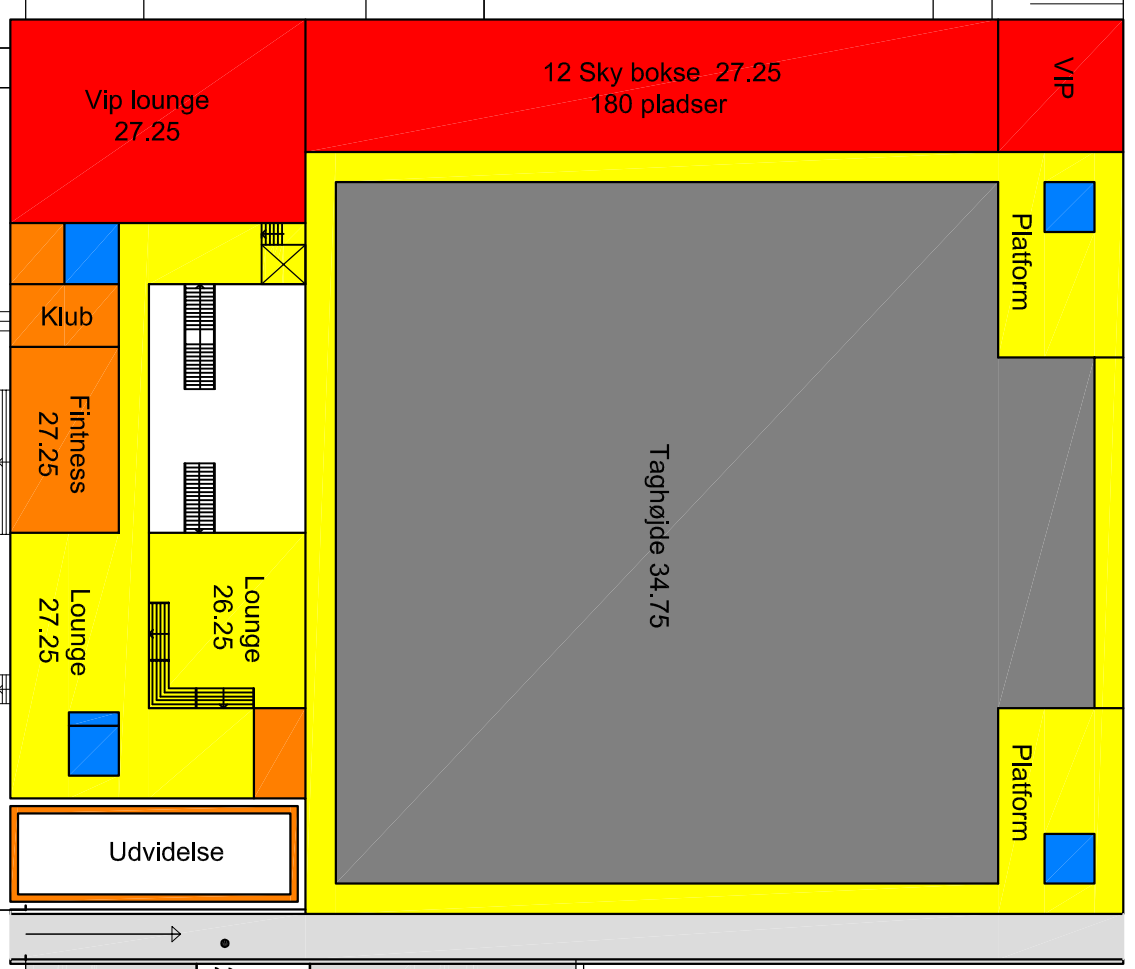 Vip lounge
27.25
12 Sky bokse 27.25
180 pladser
VIP
Klub
Fintness
27.25
Platform
Taghøjde 34.75
Lounge
26.25
Lounge
27.25
Platform
Udvidelse